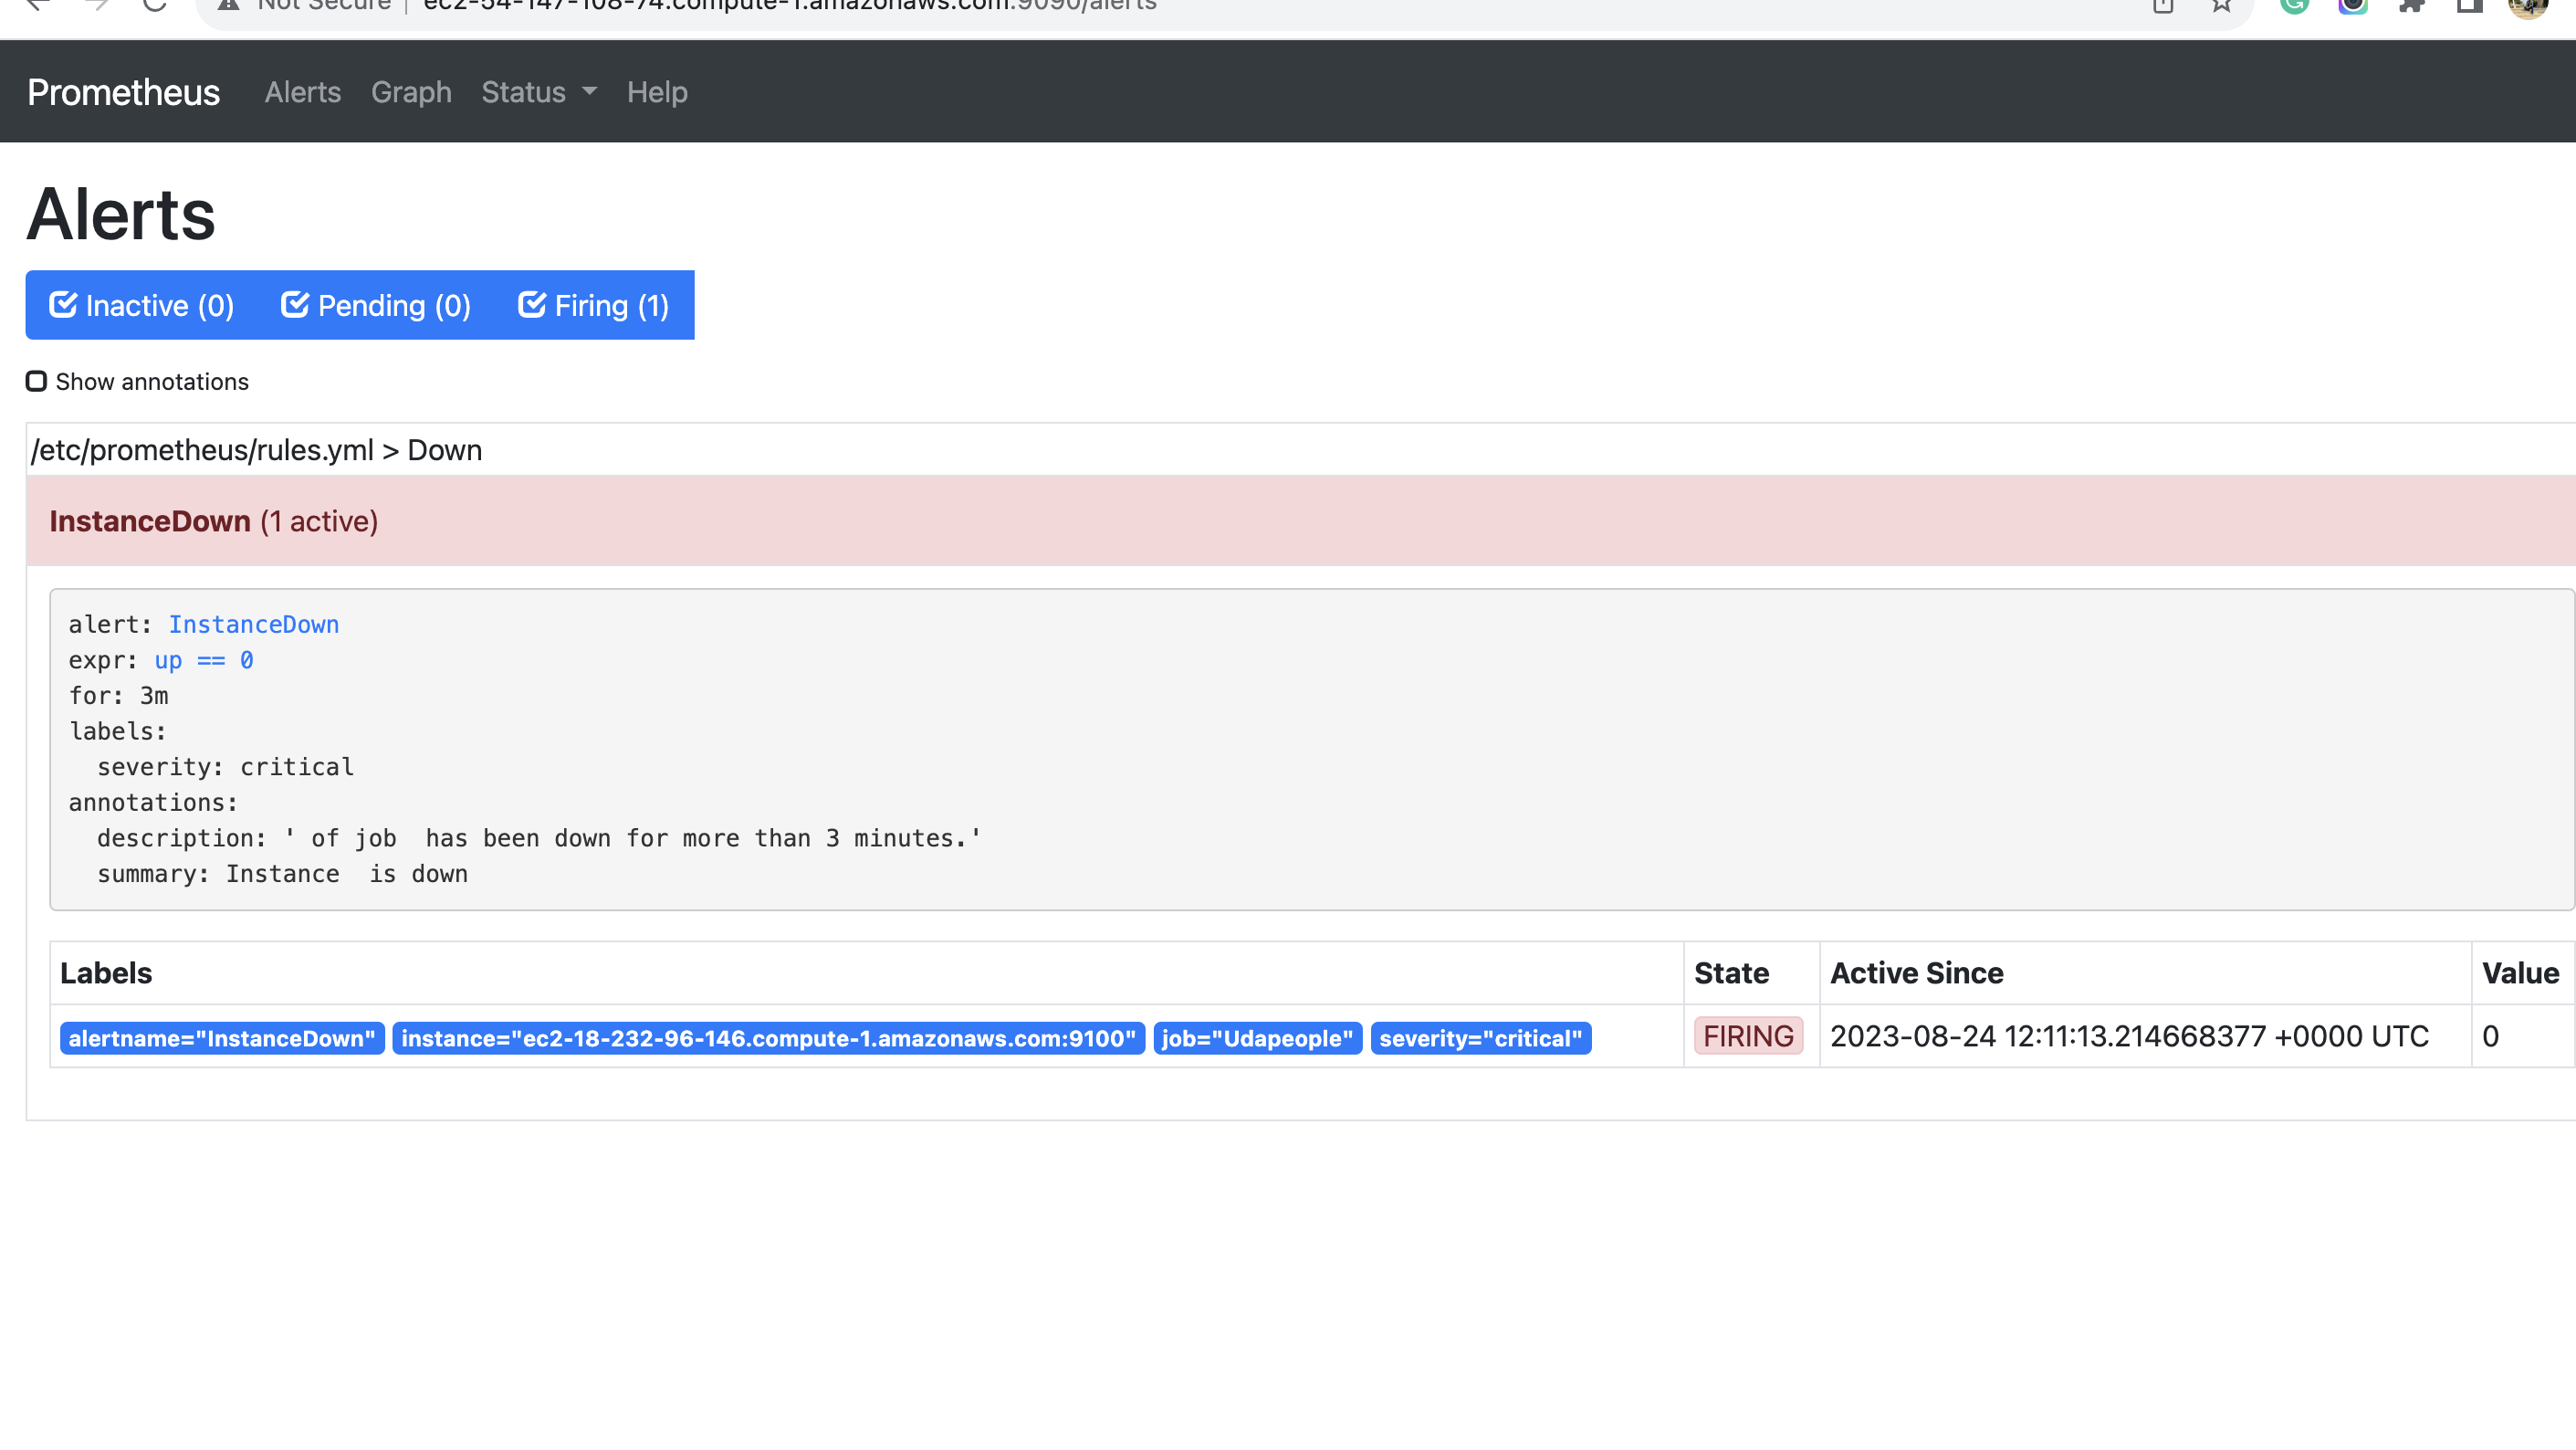 Not Secure | ec2-54-147-108-74.compute-1.amazonaws.com:9090/alerts
Prometheus Alerts Graph Status Help
Alerts
Inactive (0) Pending (0) Firing (1)
Show annotations
/etc/prometheus/rules.yml > Down
InstanceDown (1 active)
alert: InstanceDown
expr: up == 0
for: 3m
labels:
  severity: critical
annotations:
  description: ' of job  has been down for more than 3 minutes.'
  summary: Instance  is down
Labels State Active Since Value
alertname="InstanceDown" instance="ec2-18-232-96-146.compute-1.amazonaws.com:9100" job="Udapeople" severity="critical" FIRING 2023-08-24 12:11:13.214668377 +0000 UTC 0